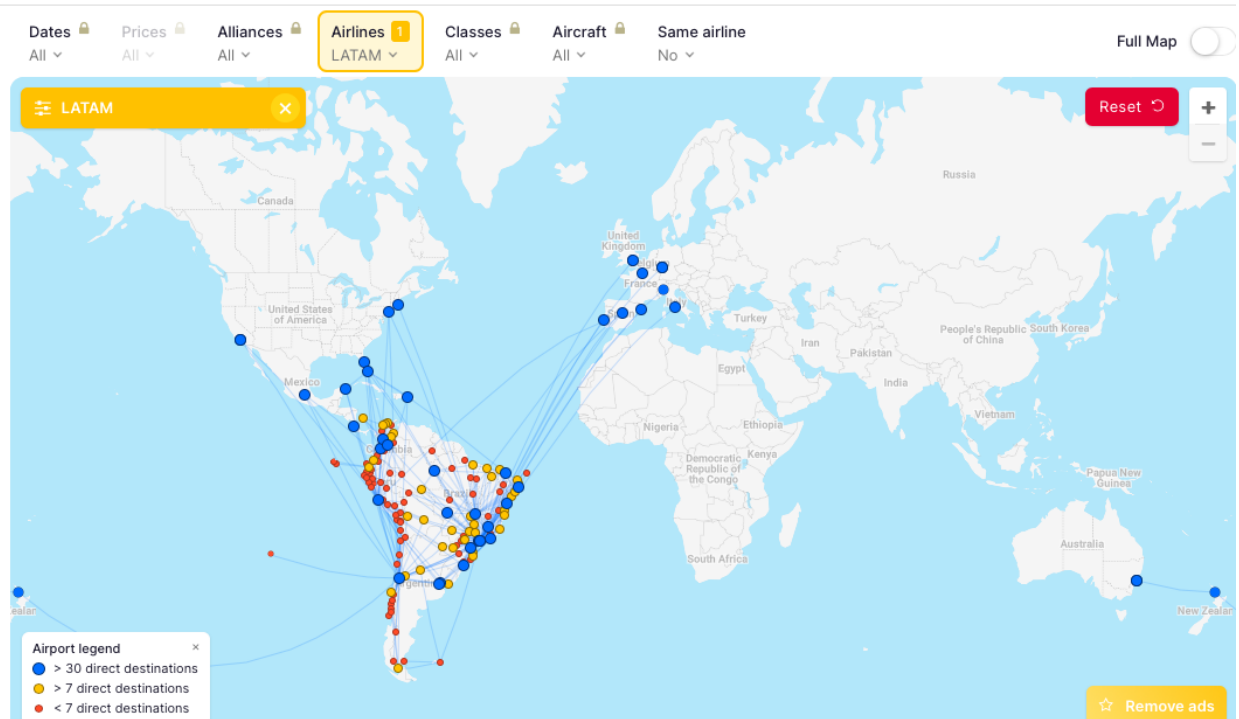 Dates
Prices
Alliances
Airlines 1
Classes
Aircraft
Same airline
All
All
All
LATAM
All
All
No
Full Map
LATAM
Reset
+
−
Russia
Canada
United
Kingdom
France
United States
of America
Turkey
People's Republic
of China
South Korea
Iran
Pakistan
Mexico
Egypt
India
Vietnam
Nigeria
Ethiopia
Democratic
Republic of
the Congo
Kenya
Papua New
Guinea
Australia
South Africa
New Zealan
ealan
Airport legend ×
> 30 direct destinations
> 7 direct destinations
< 7 direct destinations
Remove ads